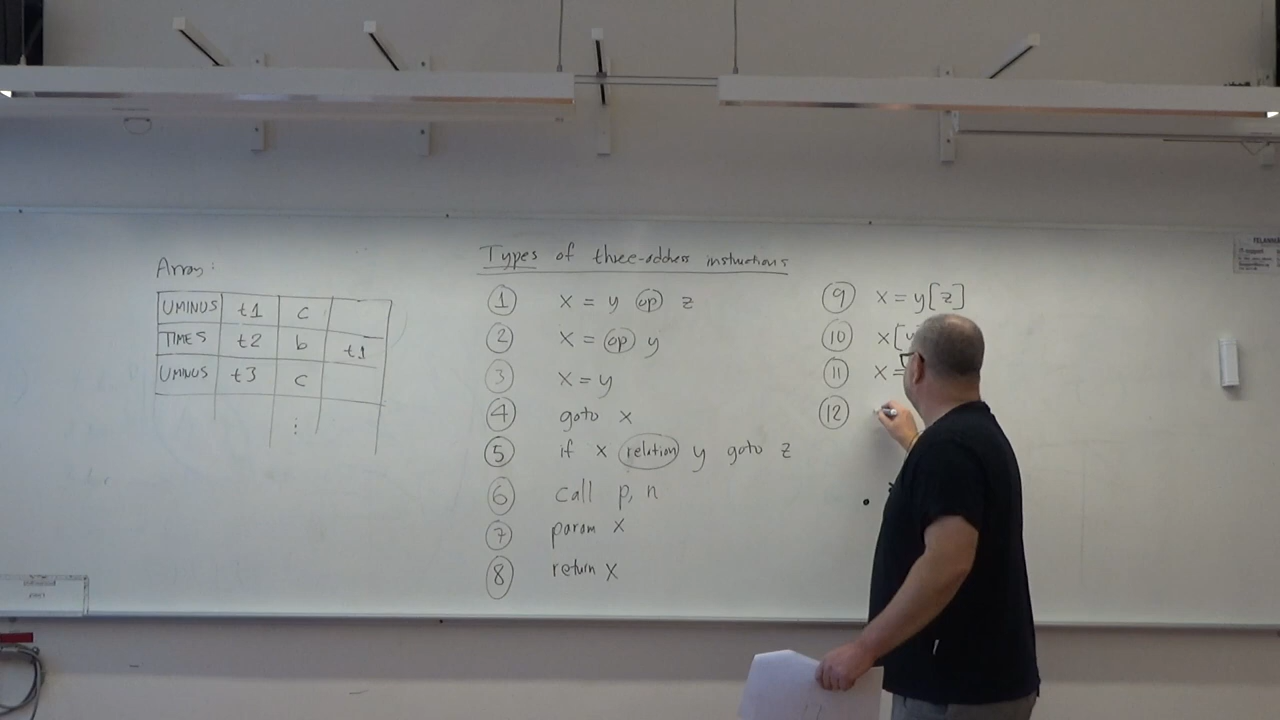 Array:
UMINUS t1 c
TIMES t2 b t1
UMINUS t3 c
⋮
Types of three-address instructions
① x = y op z
② x = op y
③ x = y
④ goto x
⑤ if x relation y goto z
⑥ call p, n
⑦ param x
⑧ return x
⑨ x = y[z]
⑩ x[y
⑪ x =
⑫